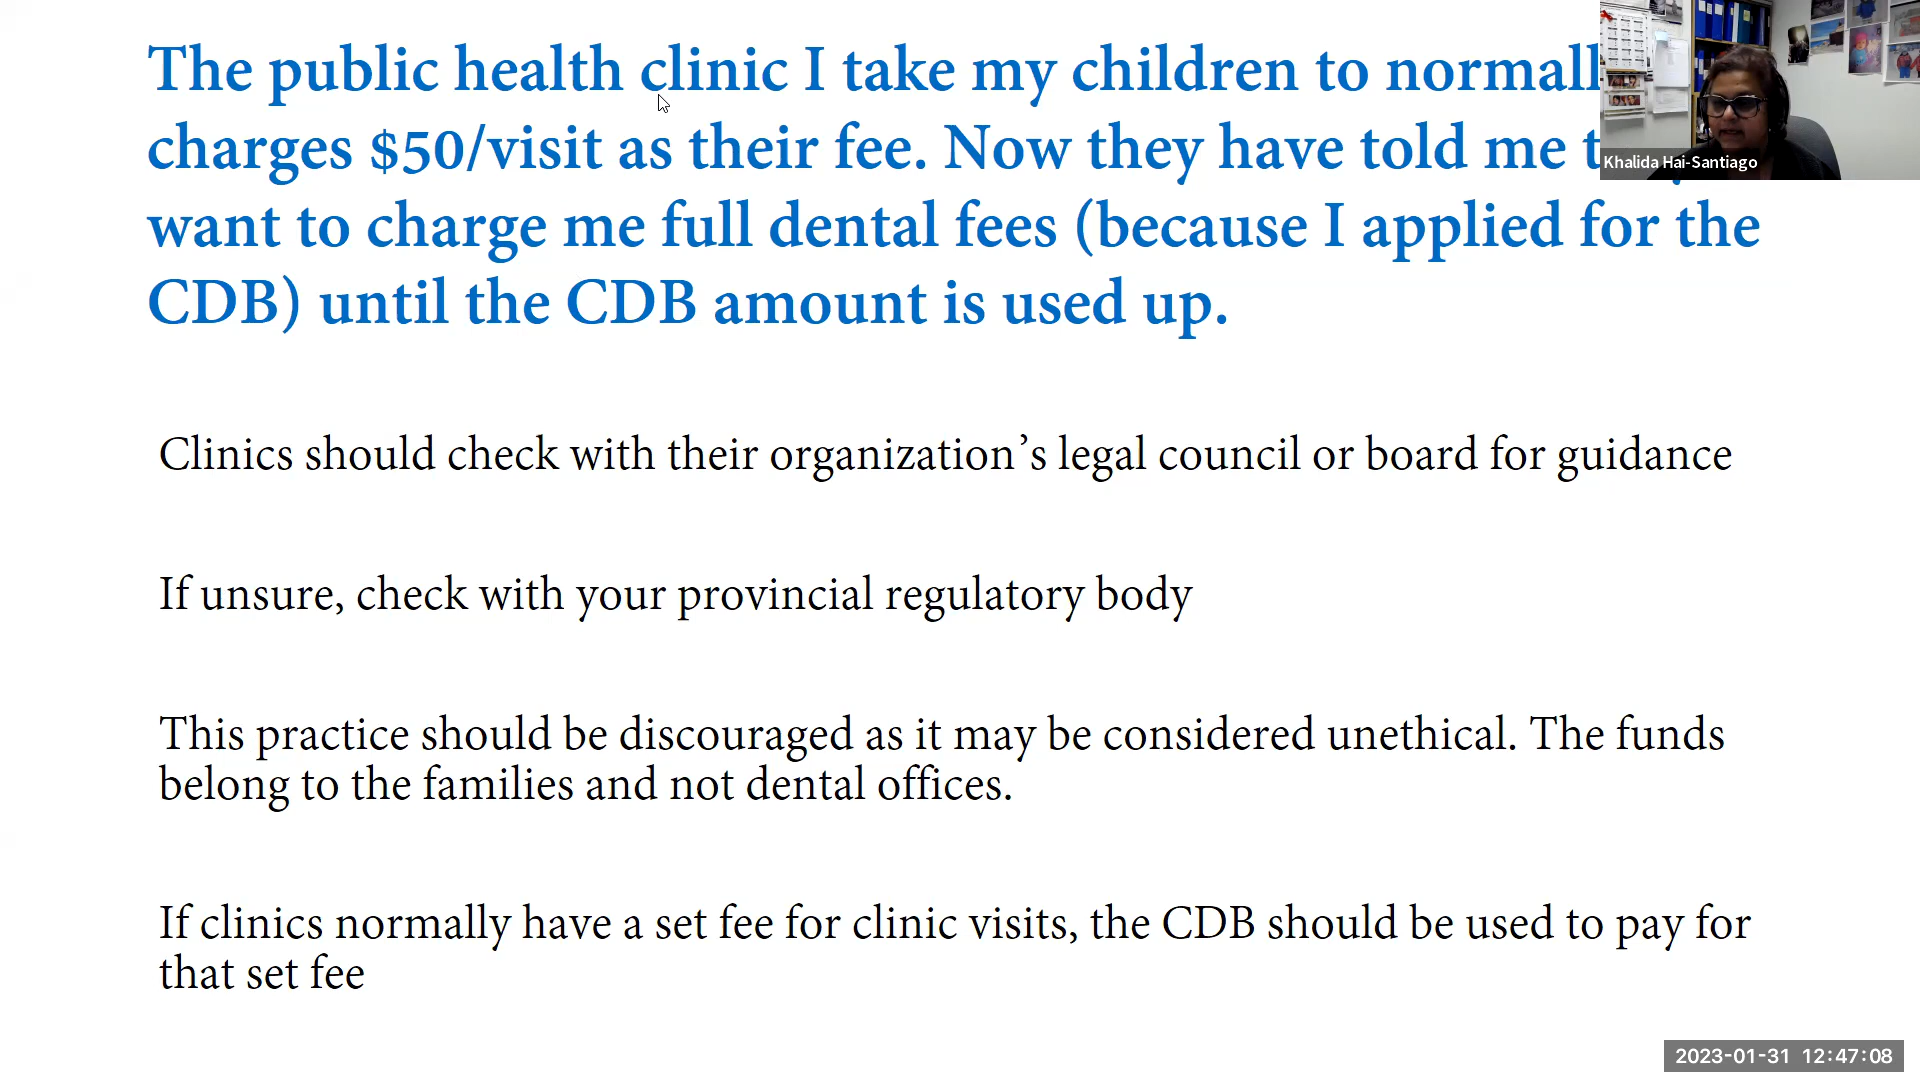 The public health clinic I take my children to normall
charges $50/visit as their fee. Now they have told me t
want to charge me full dental fees (because I applied for the
CDB) until the CDB amount is used up.
Khalida Hai-Santiago
Clinics should check with their organization’s legal council or board for guidance
If unsure, check with your provincial regulatory body
This practice should be discouraged as it may be considered unethical. The funds
belong to the families and not dental offices.
If clinics normally have a set fee for clinic visits, the CDB should be used to pay for
that set fee
2023-01-31 12:47:08